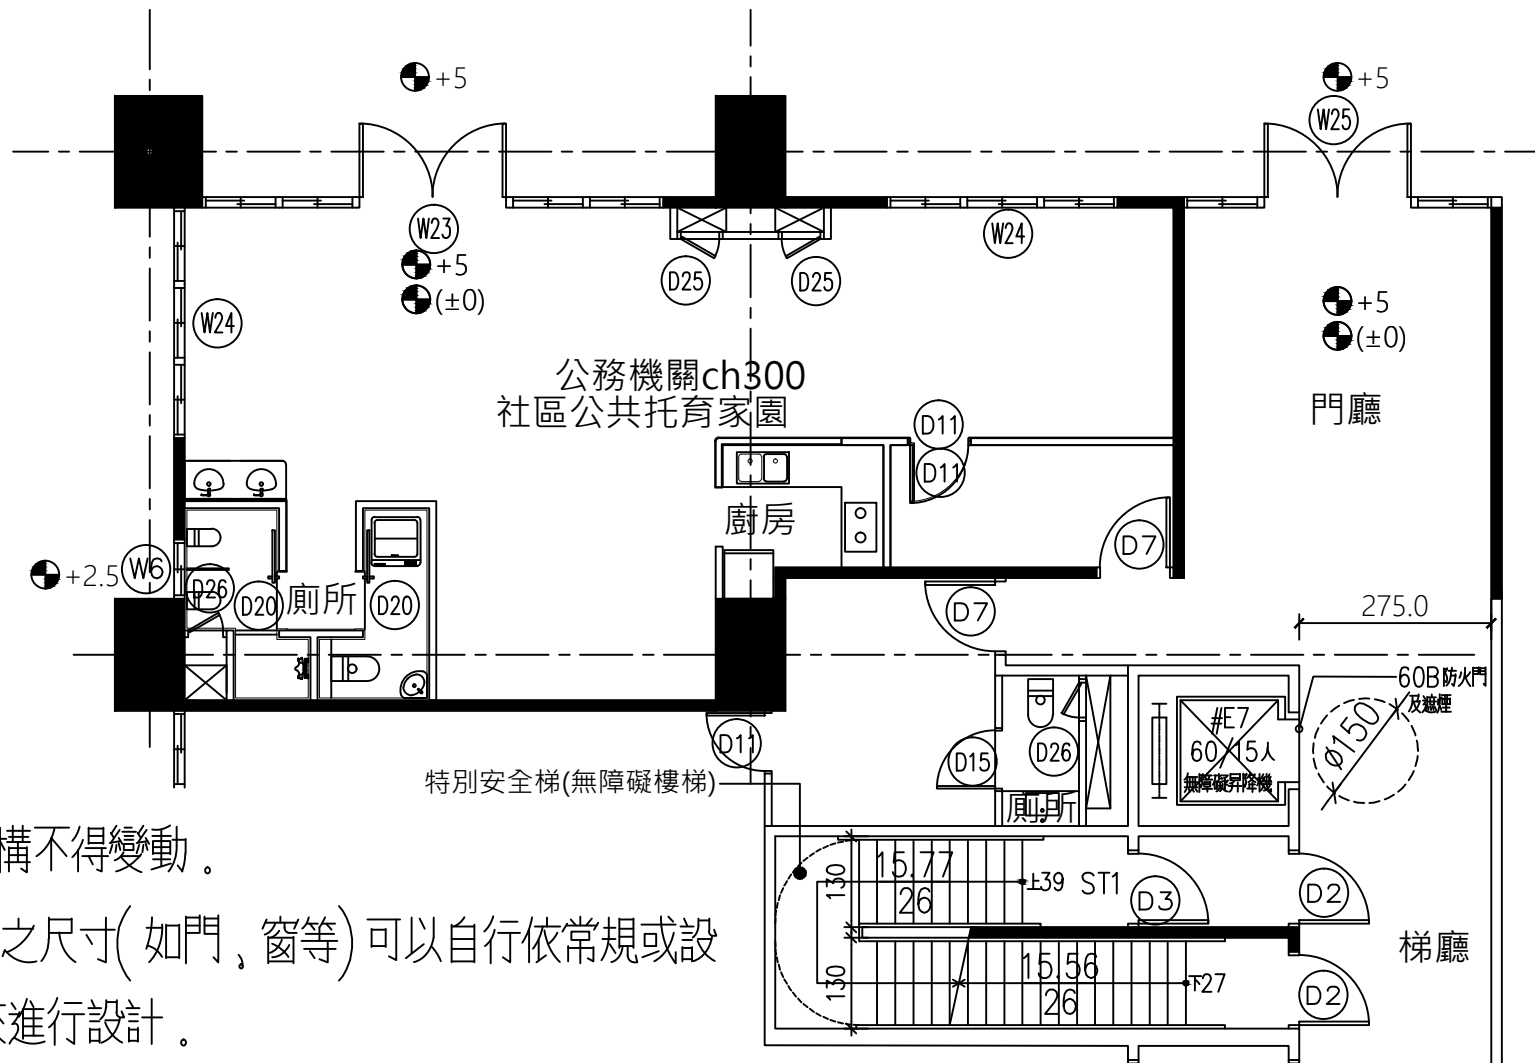 +5
+5
W25
W23
W24
+5
D25
D25
+5
(±0)
(±0)
W24
公務機關ch300
社區公共托育家園
門廳
D11
D11
廚房
D7
+2.5
W6
D26
D20
廁所
D20
D7
275.0
60B防火門
及遮煙
#E7
60/15人
無障礙昇降機
Ø150
D11
D15
D26
特別安全梯(無障礙樓梯)
廁所
構不得變動。
130
15.77
26
上39
ST1
D3
D2
之尺寸(如門、窗等)可以自行依常規或設
130
15.56
26
下27
梯廳
D2
進行設計。